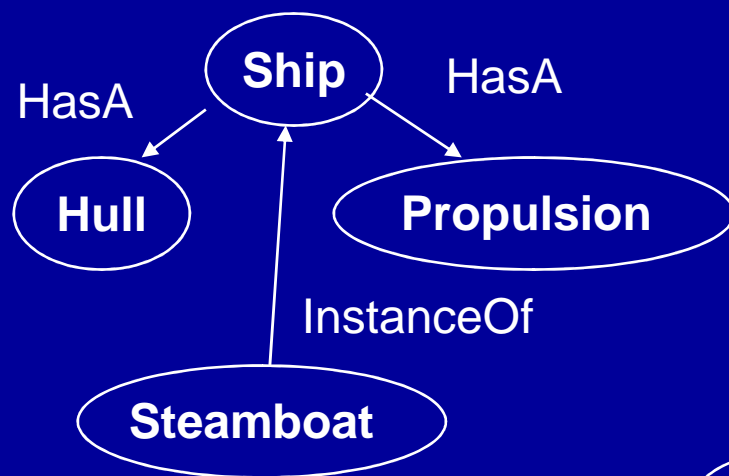 Ship
HasA
HasA
Hull
Propulsion
InstanceOf
Steamboat